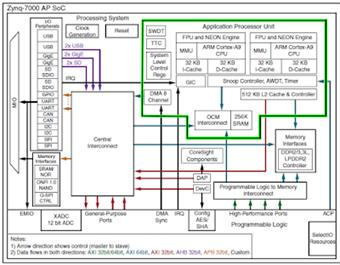 Zynq-7000 AP SoC
I/O
Peripherals
USB
USB
GigE
GigE
SD
SDIO
SD
SDIO
GPIO
UART
UART
CAN
CAN
I2C
I2C
SPI
SPI
Memory
Interfaces
SRAM/
NOR
ONFI 1.0
NAND
Q-SPI
CTRL
MIO
EMIO
Processing System
Clock
Generation
Reset
2x USB
2x GigE
2x SD
IRQ
Central
Interconnect
SWDT
TTC
System
Level
Control
Regs
DMA 8
Channel
Application Processor Unit
FPU and NEON Engine
MMU
ARM Cortex-A9
CPU
32 KB
I-Cache
32 KB
D-Cache
FPU and NEON Engine
MMU
ARM Cortex-A9
CPU
32 KB
I-Cache
32 KB
D-Cache
GIC
Snoop Controller, AWDT, Timer
512 KB L2 Cache & Controller
OCM
Interconnect
256K
SRAM
CoreSight
Components
DAP
DevC
Memory
Interfaces
DDR2/3,3L,
LPDDR2
Controller
Programmable Logic to Memory
Interconnect
XADC
12 bit ADC
General-Purpose
Ports
DMA
Sync
IRQ
Config
AES/
SHA
High-Performance Ports
ACP
Programmable Logic
SelectIO
Resources
Notes:
1) Arrow direction shows control (master to slave)
2) Data flows in both directions: AXI 32bit/64bit, AXI 64bit, AXI 32bit, AHB 32bit, APB 32bit, Custom